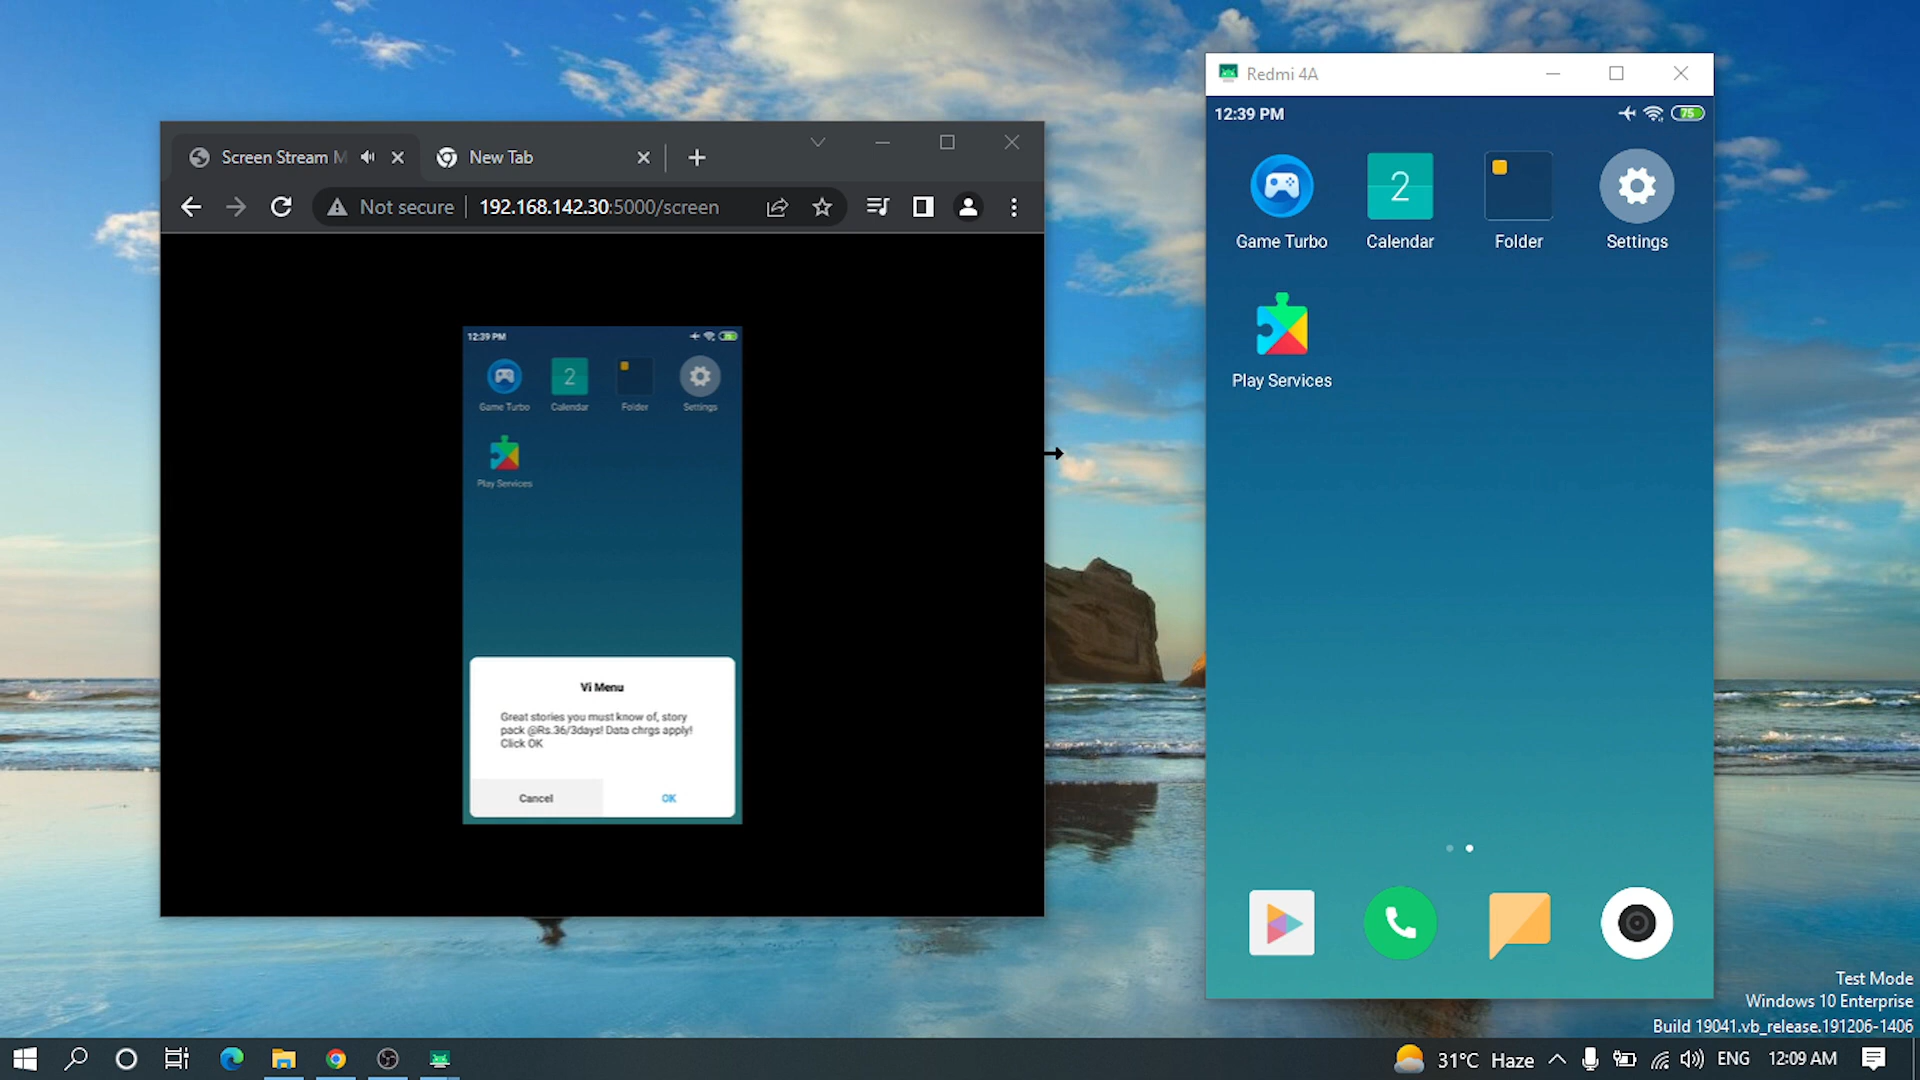 Redmi 4A
12:39 PM
75
Game Turbo
2
Calendar
Folder
Settings
Play Services
Screen Stream M
New Tab
Not secure
192.168.142.30:5000/screen
12:39 PM
Game Turbo
2
Calendar
Folder
Settings
Play Services
Vi Menu
Great stories you must know of, story
pack @Rs.36/3days! Data chrgs apply!
Click OK
Cancel
OK
Test Mode
Windows 10 Enterprise
Build 19041.vb_release.191206-1406
31°C Haze
ENG
12:09 AM